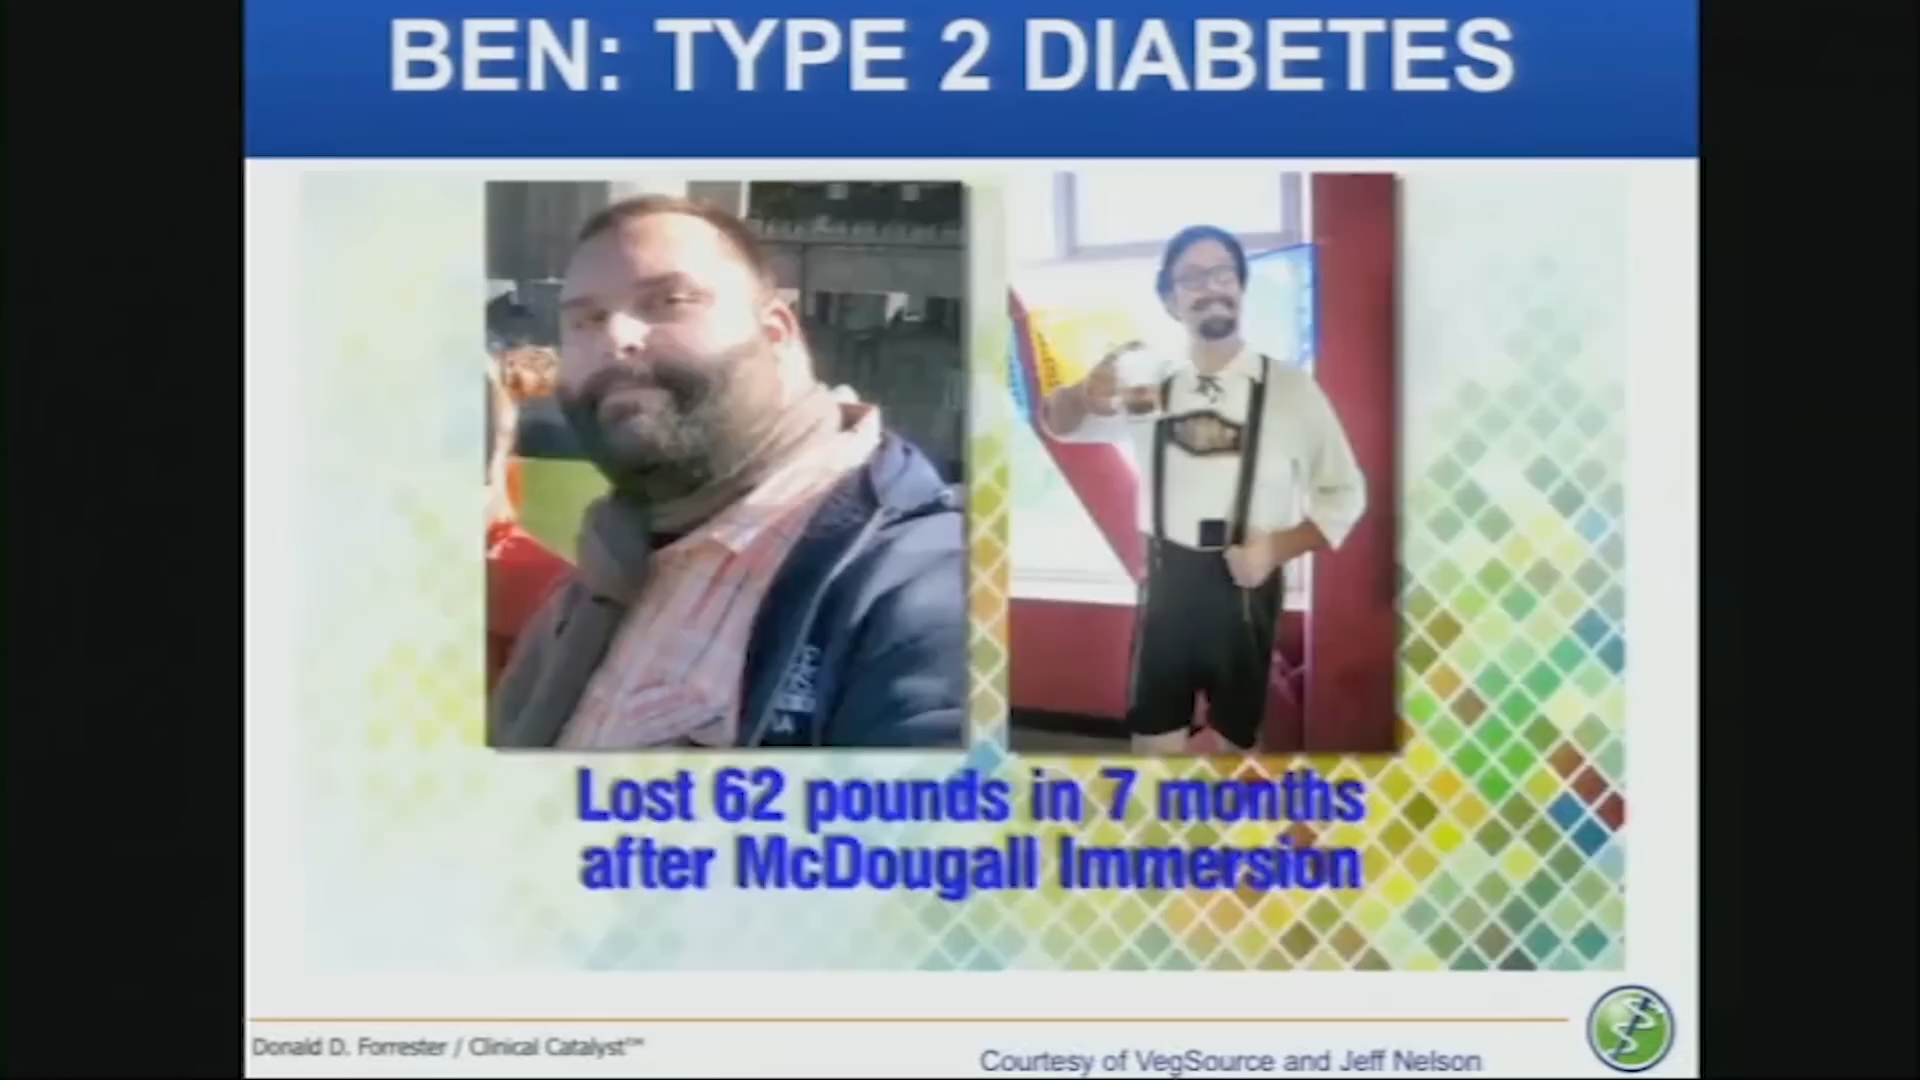 BEN: TYPE 2 DIABETES
Lost 62 pounds in 7 months
after McDougall Immersion
Donald D. Forrester / Clinical Catalyst™
Courtesy of VegSource and Jeff Nelson